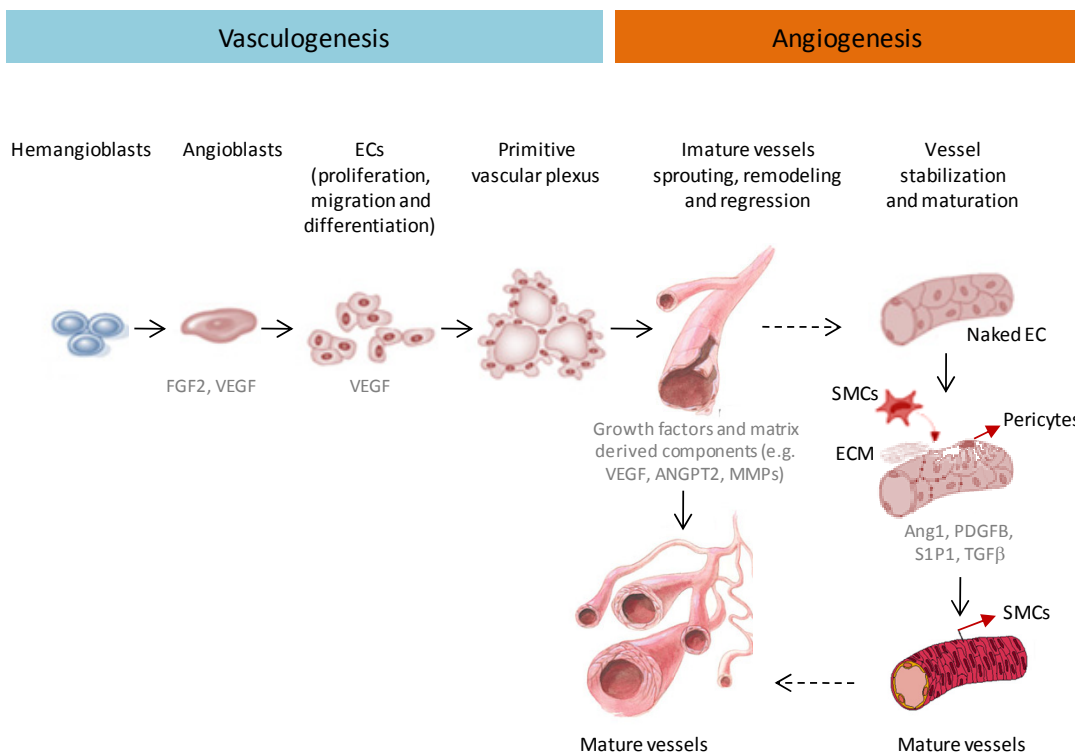 Vasculogenesis
Angiogenesis
Hemangioblasts
Angioblasts
ECs
(proliferation,
migration and
differentiation)
Primitive
vascular plexus
Imature vessels
sprouting, remodeling
and regression
Vessel
stabilization
and maturation
FGF2, VEGF
VEGF
Growth factors and matrix
derived components (e.g.
VEGF, ANGPT2, MMPs)
Naked EC
SMCs
Pericytes
ECM
Ang1, PDGFB,
S1P1, TGFβ
SMCs
Mature vessels
Mature vessels